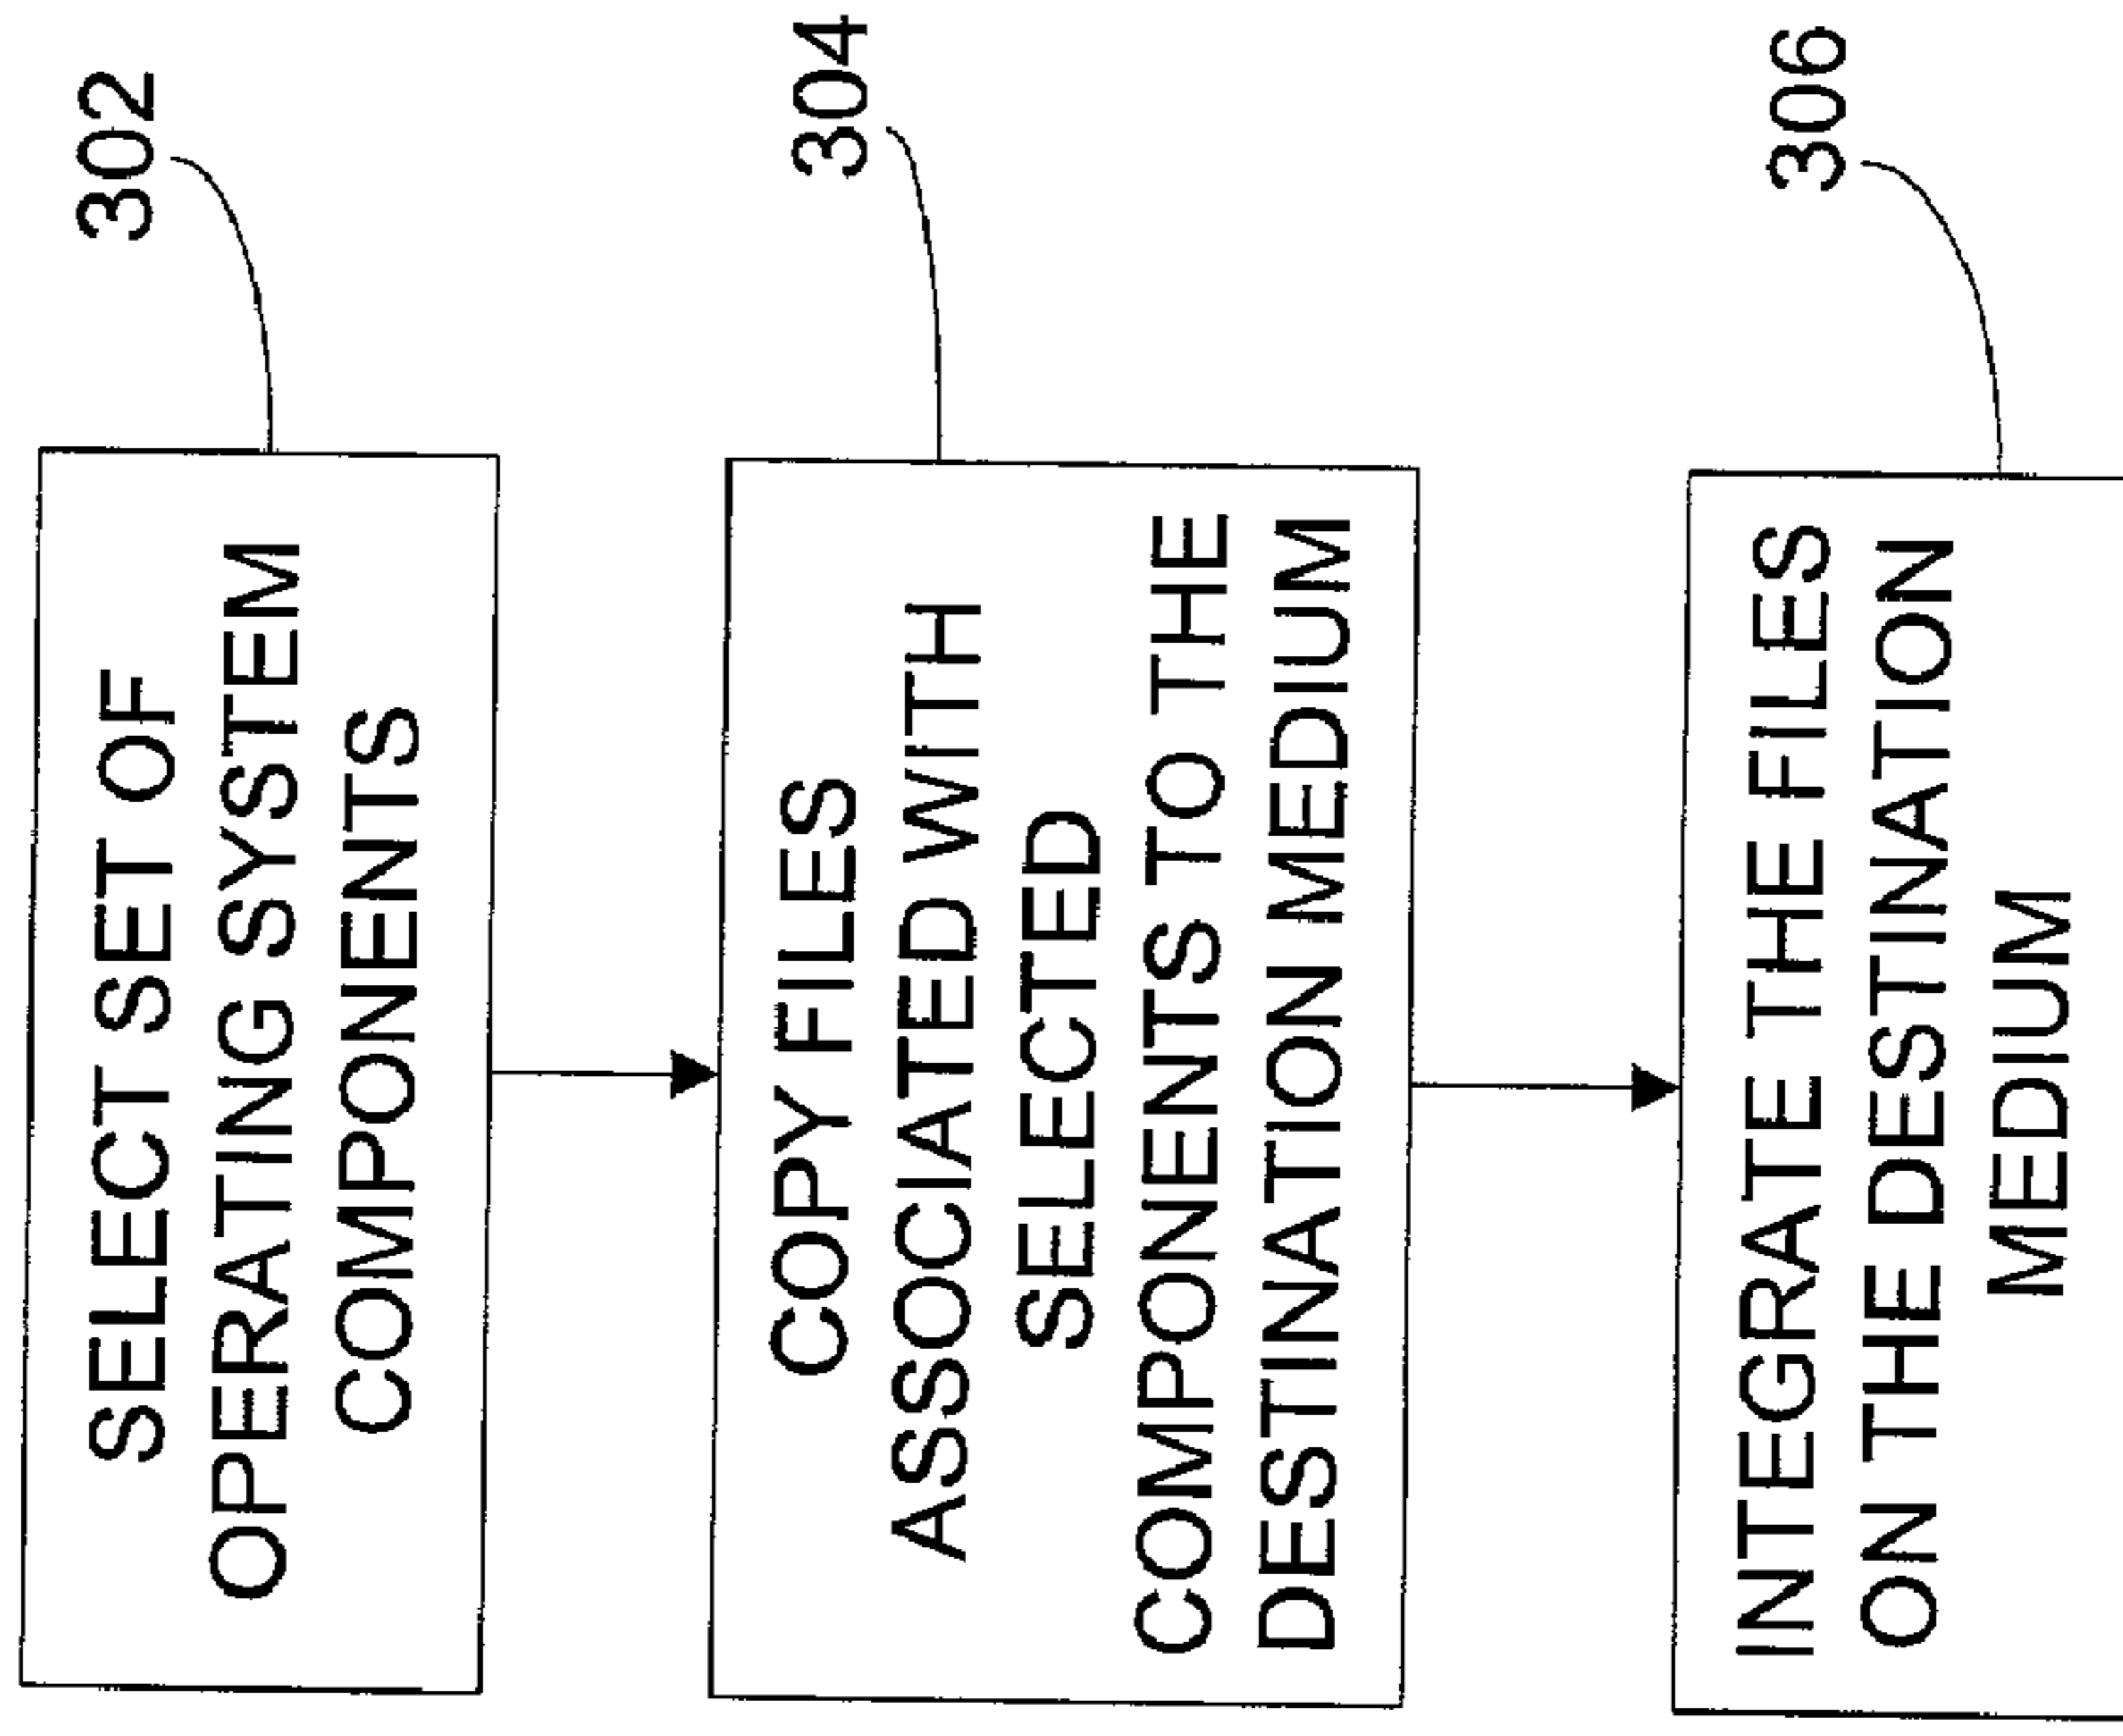 SELECT SET OF
OPERATING SYSTEM
COMPONENTS
302
COPY FILES
ASSOCIATED WITH
SELECTED
COMPONENTS TO THE
DESTINATION MEDIUM
304
INTEGRATE THE FILES
ON THE DESTINATION
MEDIUM
306